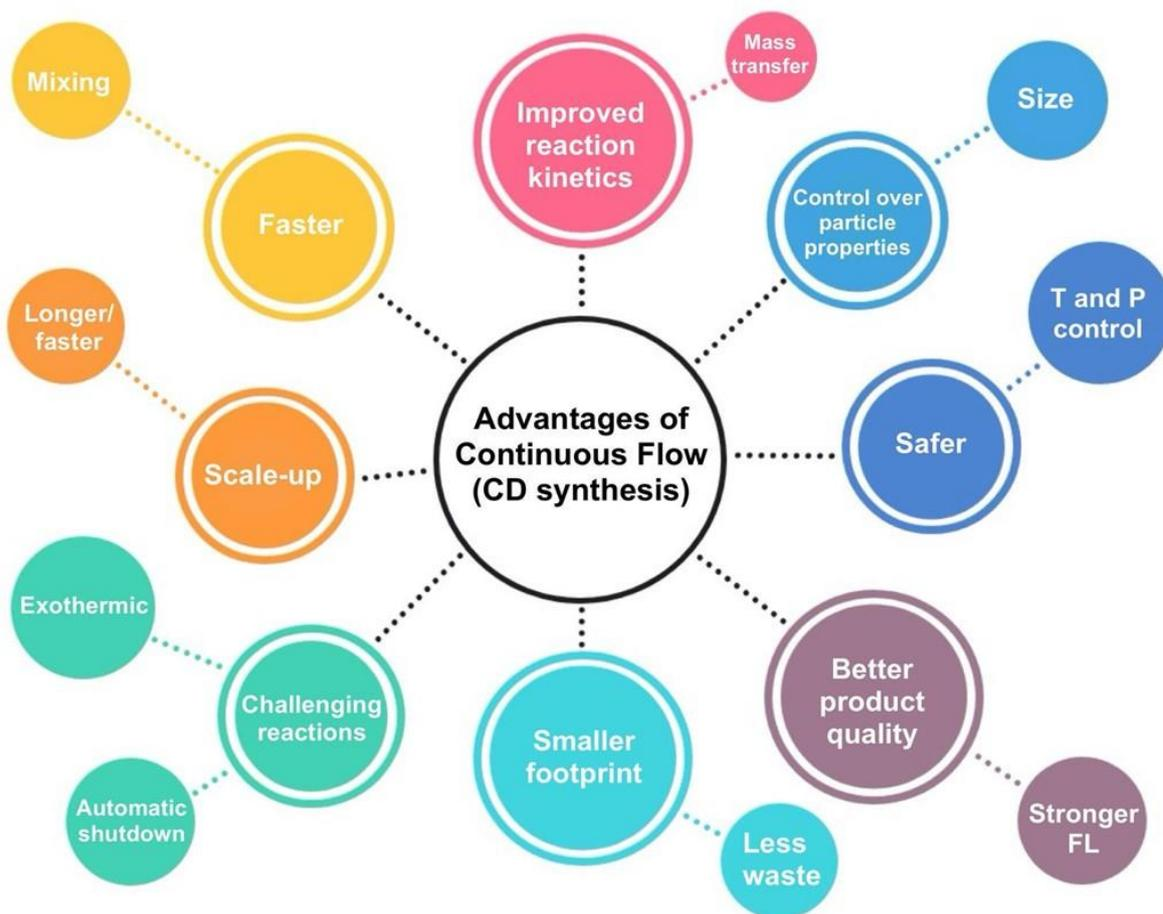 Advantages of
Continuous Flow
(CD synthesis)
Improved
reaction
kinetics
Mass
transfer
Control over
particle
properties
Size
Safer
T and P
control
Better
product
quality
Stronger
FL
Smaller
footprint
Less
waste
Challenging
reactions
Exothermic
Automatic
shutdown
Scale-up
Longer/
faster
Faster
Mixing